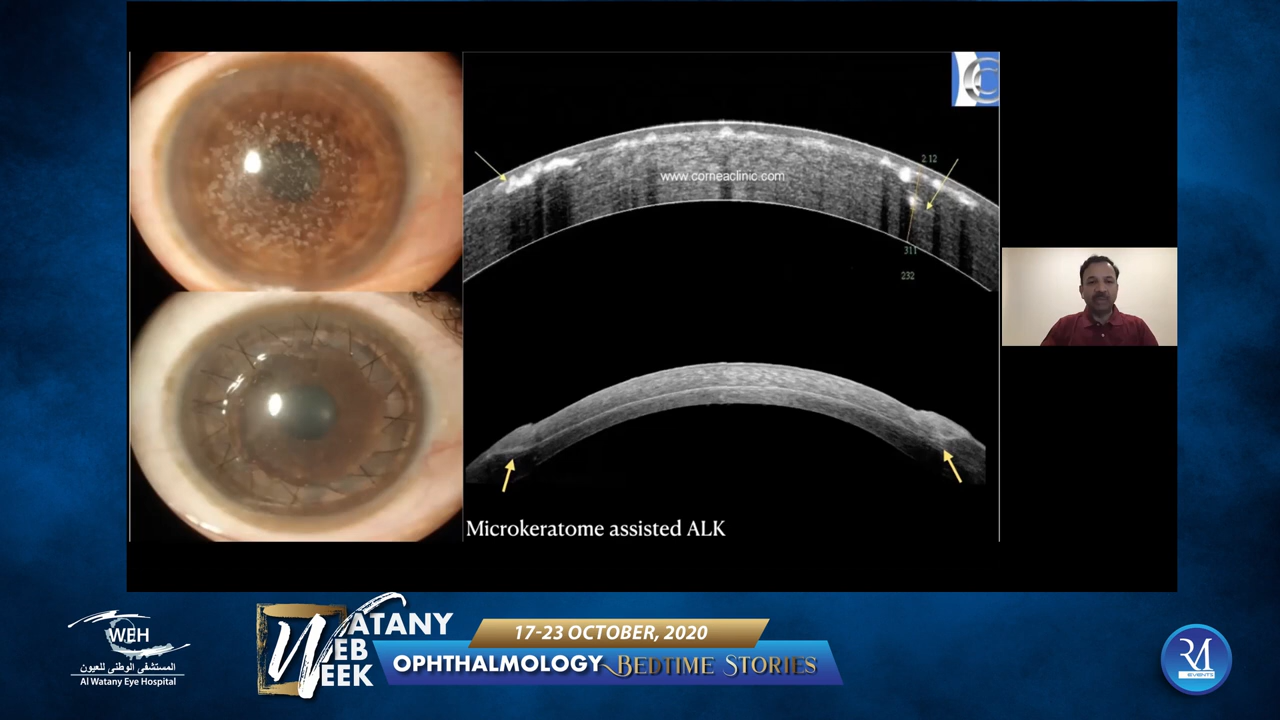 www.corneaclinic.com
212
311
232
Microkeratome assisted ALK
WEH
المستشفى الوطني للعيون
Al Watany Eye Hospital
WATANY
WEB
WEEK
17-23 OCTOBER, 2020
OPHTHALMOLOGY BEDTIME STORIES
RM
EVENTS